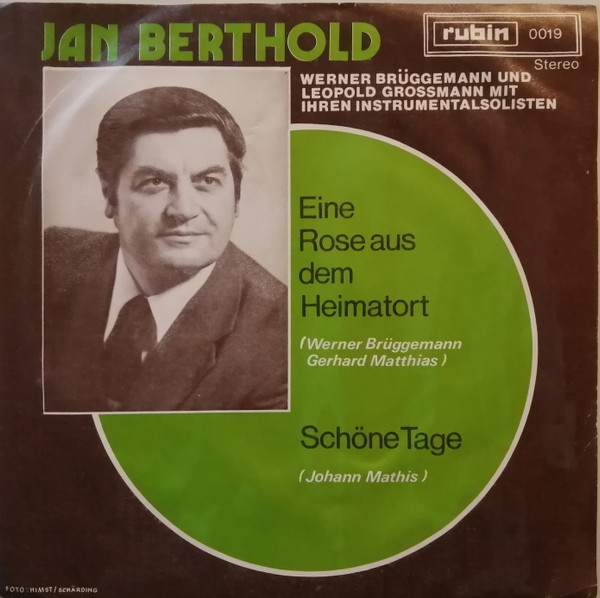 JAN BERTHOLD
rubin 0019
Stereo
WERNER BRÜGGEMANN UND
LEOPOLD GROSSMANN MIT
IHREN INSTRUMENTALSOLISTEN
Eine
Rose aus
dem
Heimatort
(Werner Brüggemann
Gerhard Matthias)
Schöne Tage
(Johann Mathis)
FOTO: HIMST/SCHÄRDING